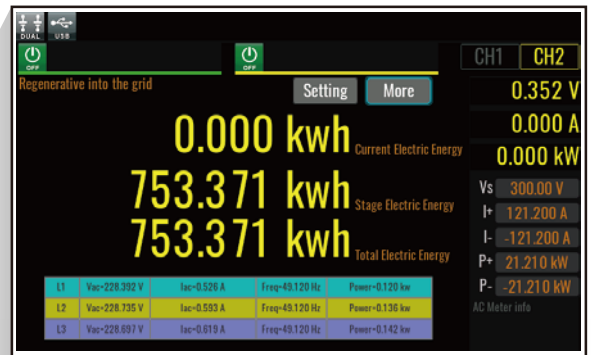 DUAL USB
OFF OFF CH1 CH2
Regenerative into the grid
Setting More
0.352 V
0.000 A
0.000 kW
0.000 kwh Current Electric Energy
753.371 kwh Stage Electric Energy
753.371 kwh Total Electric Energy
Vs 300.00 V
I+ 121.200 A
I- -121.200 A
P+ 21.210 kW
P- -21.210 kW
AC Meter info
L1 Vac=228.392 V Iac=0.526 A Freq=49.120 Hz Power=0.120 kw
L2 Vac=228.735 V Iac=0.593 A Freq=49.120 Hz Power=0.136 kw
L3 Vac=228.697 V Iac=0.619 A Freq=49.120 Hz Power=0.142 kw